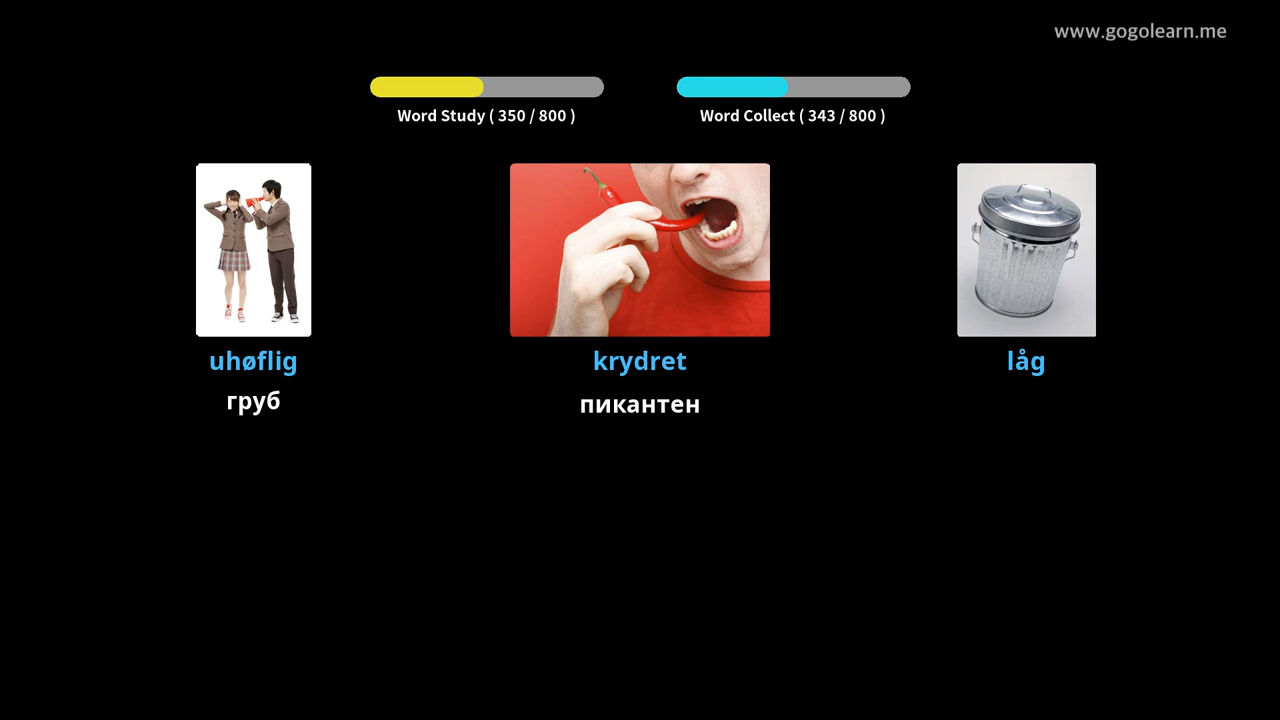 www.gogolearn.me
Word Study ( 350 / 800 )
Word Collect ( 343 / 800 )
uhøflig
груб
krydret
пикантен
låg